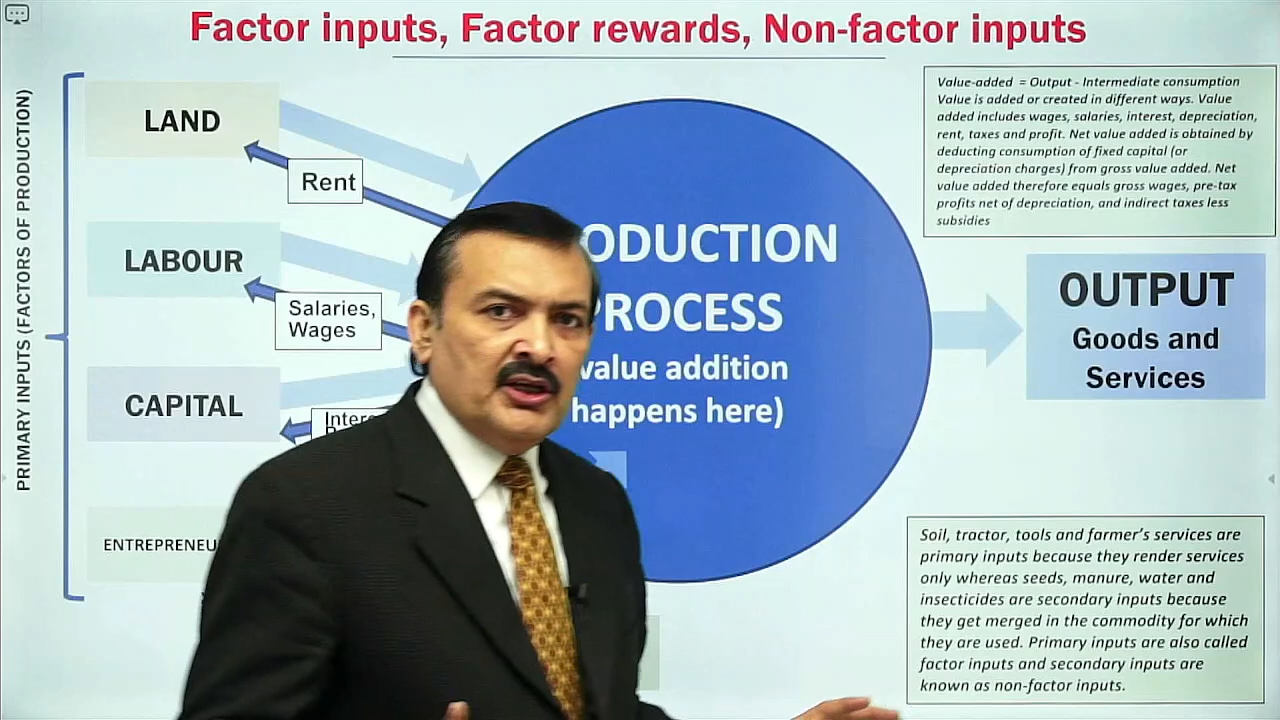 Factor inputs, Factor rewards, Non-factor inputs
PRIMARY INPUTS (FACTORS OF PRODUCTION)
LAND
Rent
LABOUR
Salaries,
Wages
CAPITAL
ODUCTION
ROCESS
value addition
happens here)
Value-added = Output - Intermediate consumption
Value is added or created in different ways. Value
added includes wages, salaries, interest, depreciation,
rent, taxes and profit. Net value added is obtained by
deducting consumption of fixed capital (or
depreciation charges) from gross value added. Net
value added therefore equals gross wages, pre-tax
profits net of depreciation, and indirect taxes less
subsidies
OUTPUT
Goods and
Services
Soil, tractor, tools and farmer's services are
primary inputs because they render services
only whereas seeds, manure, water and
insecticides are secondary inputs because
they get merged in the commodity for which
they are used. Primary inputs are also called
factor inputs and secondary inputs are
known as non-factor inputs.